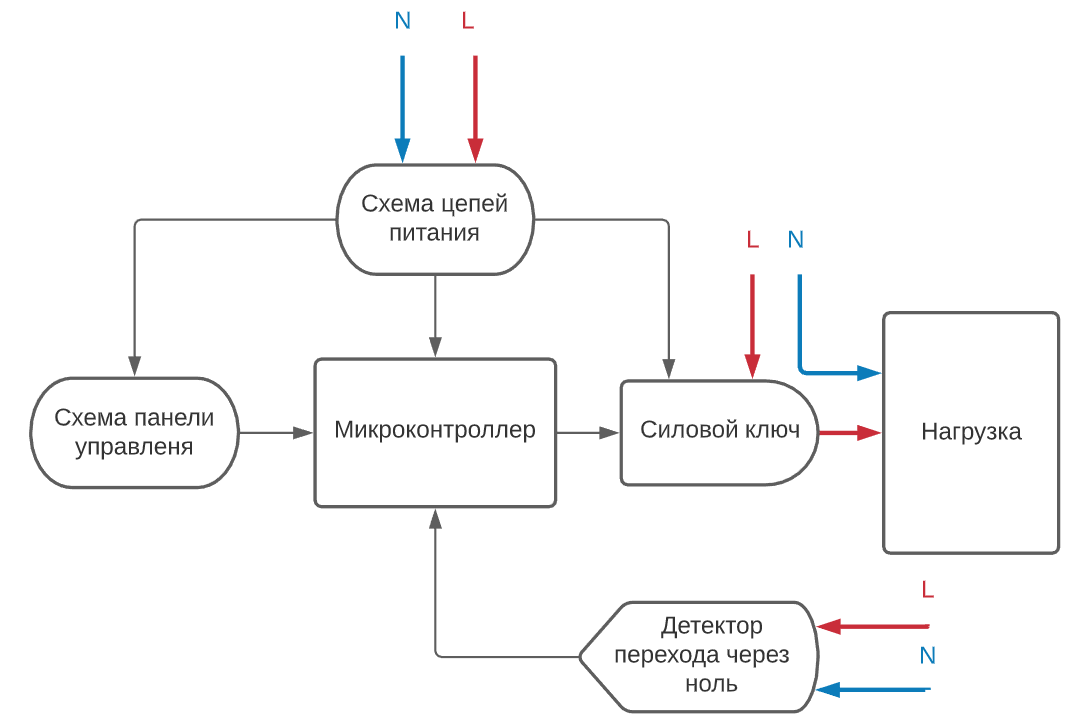 N L
Схема цепей
питания
L N
Схема панели
управленя
Микроконтроллер
Силовой ключ
Нагрузка
L
Детектор
перехода через
ноль
N